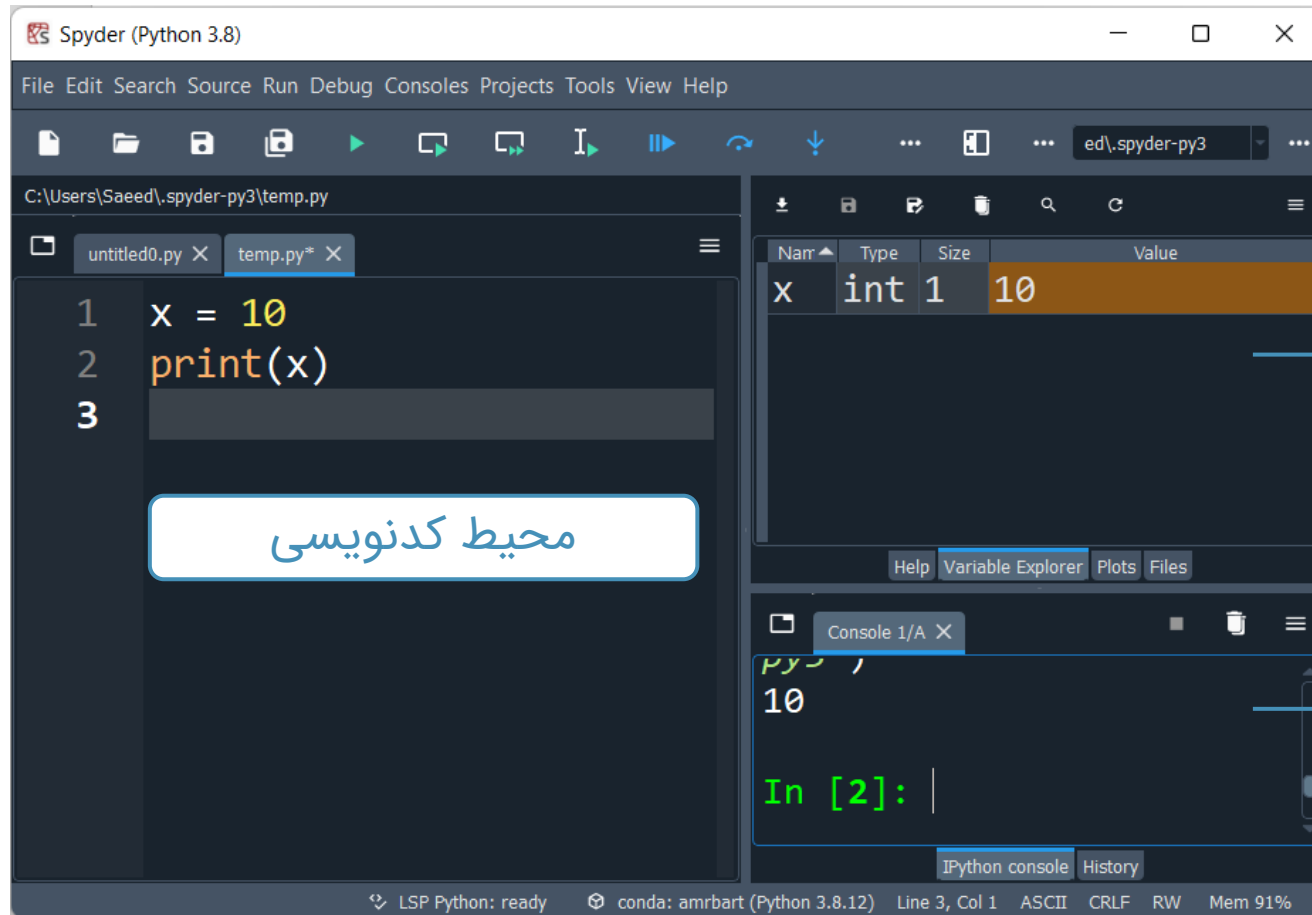 Spyder (Python 3.8)
File Edit Search Source Run Debug Consoles Projects Tools View Help
ed\.spyder-py3
C:\Users\Saeed\.spyder-py3\temp.py
untitled0.py temp.py*
1 x = 10
2 print(x)
3
محیط کدنویسی
Nam Type Size Value
x int 1 10
Help Variable Explorer Plots Files
Console 1/A
py3')
10
In [2]:
IPython console History
LSP Python: ready conda: amrbart (Python 3.8.12) Line 3, Col 1 ASCII CRLF RW Mem 91%